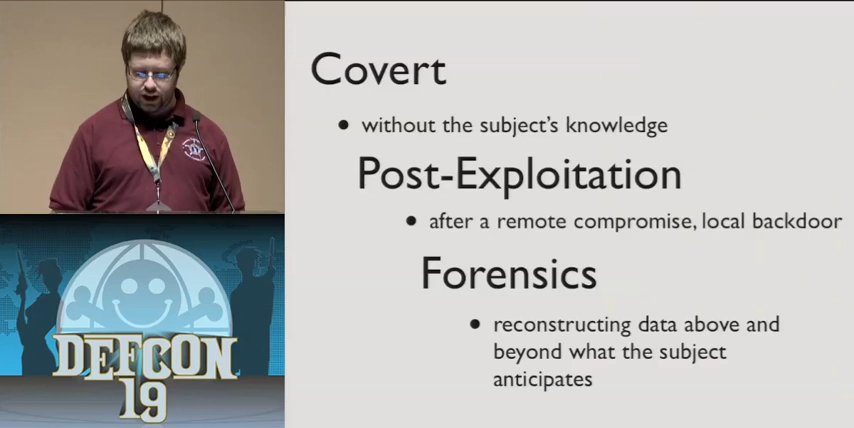 Covert
• without the subject's knowledge
Post-Exploitation
• after a remote compromise, local backdoor
Forensics
• reconstructing data above and
beyond what the subject
anticipates
DEFCON
19